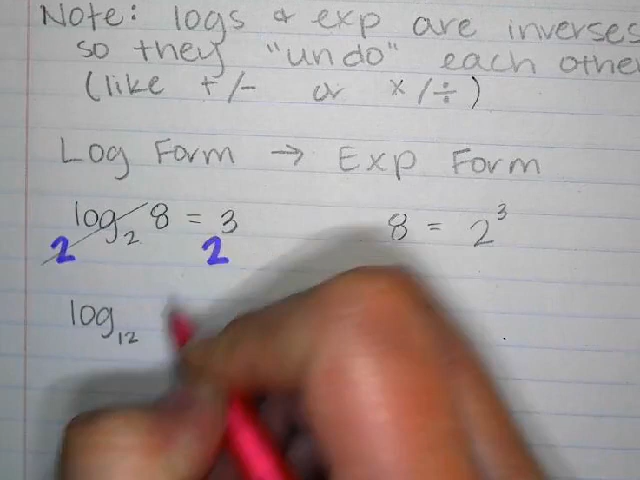 Note: logs & exp are inverses
so they "undo" each other
(like +/- or ×/÷)
Log Form → Exp Form
log₂ 8 = 3 8 = 2³
2 2
log₁₂